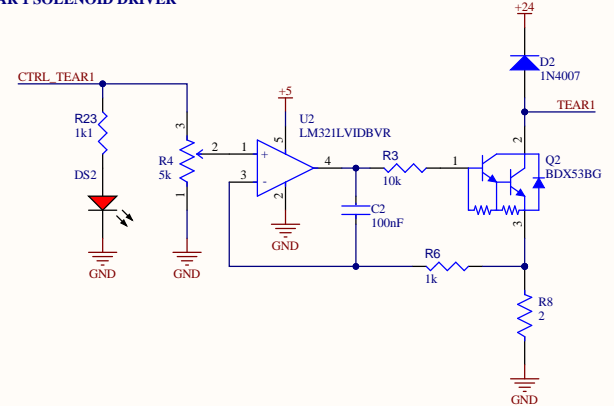 AR 1 SOLENOID DRIVER
+24
D2
1N4007
CTRL_TEAR1
TEAR1
+5
R23
1k1
U2
LM321LVIDBVR
3
5
2
R4
5k
2
1
+
4
R3
10k
1
Q2
BDX53BG
DS2
3
-
2
1
C2
100nF
3
GND
GND
GND
R6
1k
R8
2
GND